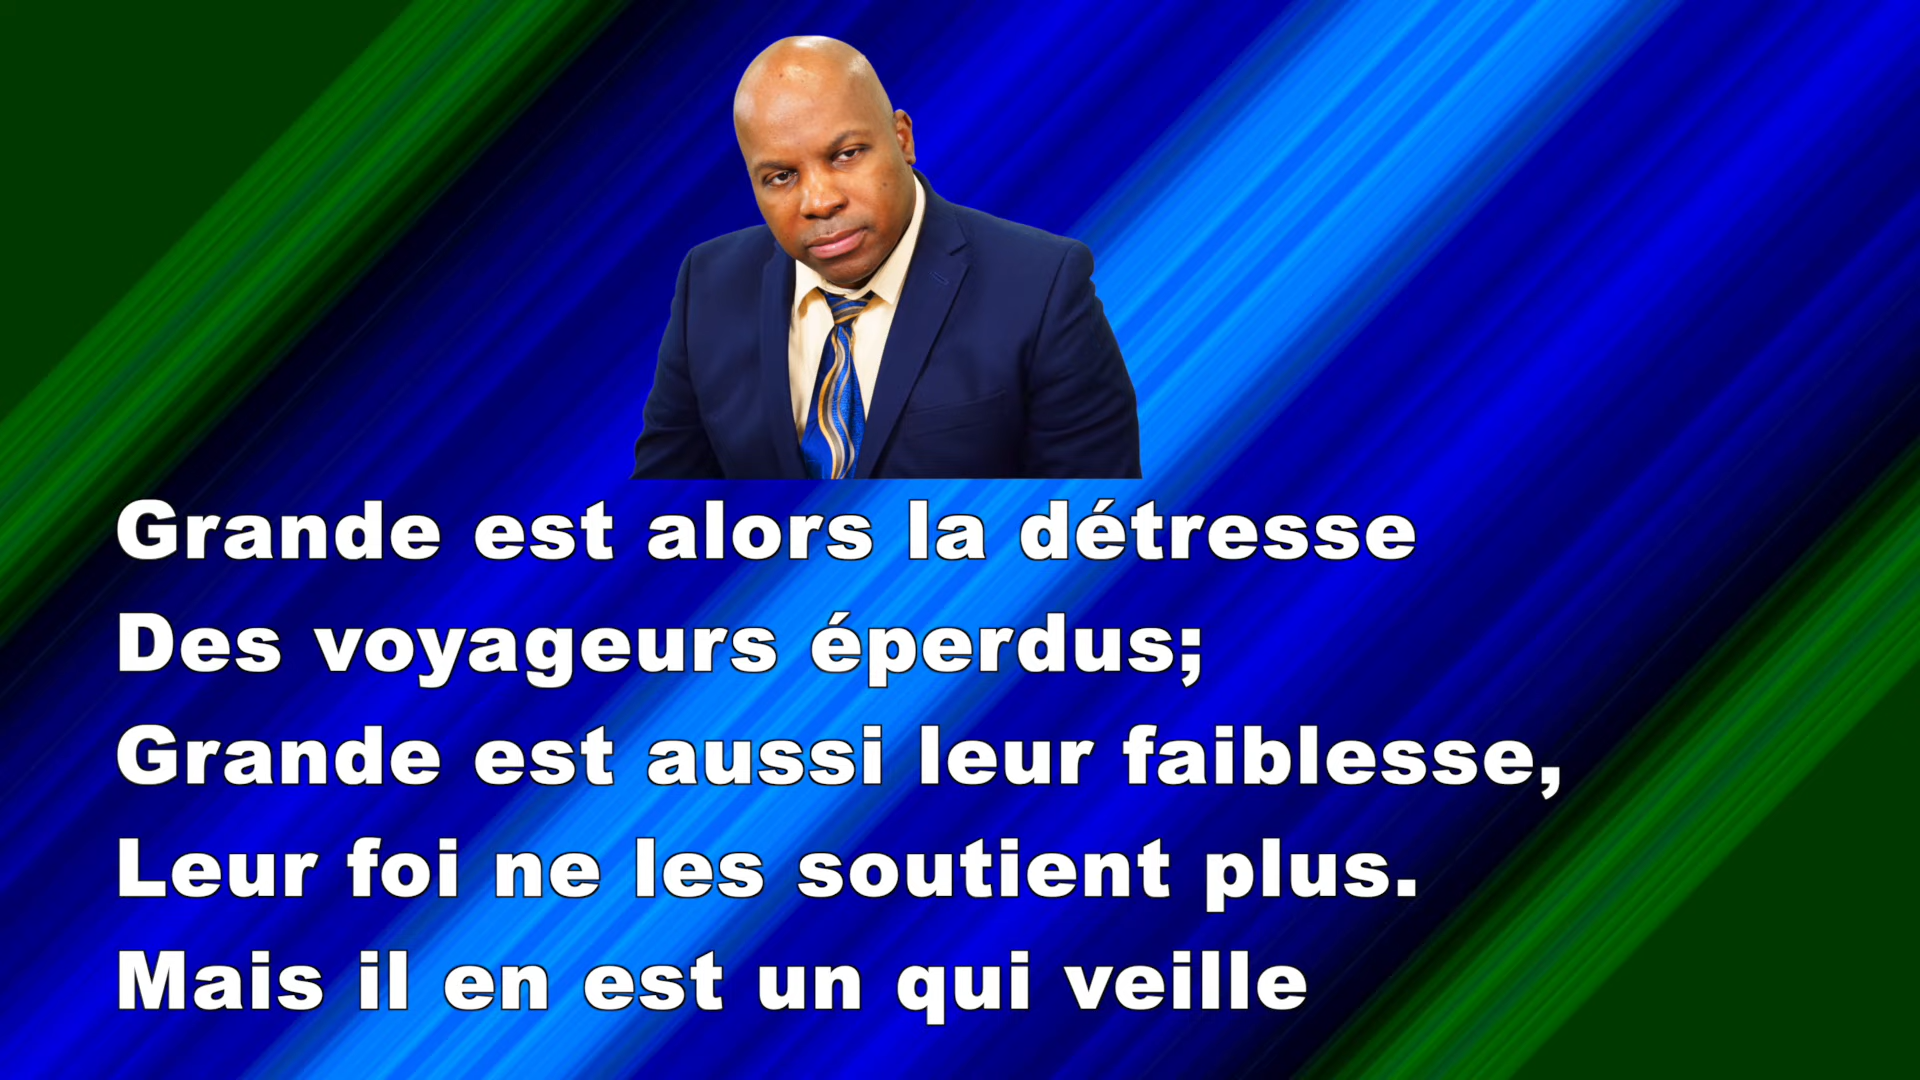 Grande est alors la détresse
Des voyageurs éperdus;
Grande est aussi leur faiblesse,
Leur foi ne les soutient plus.
Mais il en est un qui veille